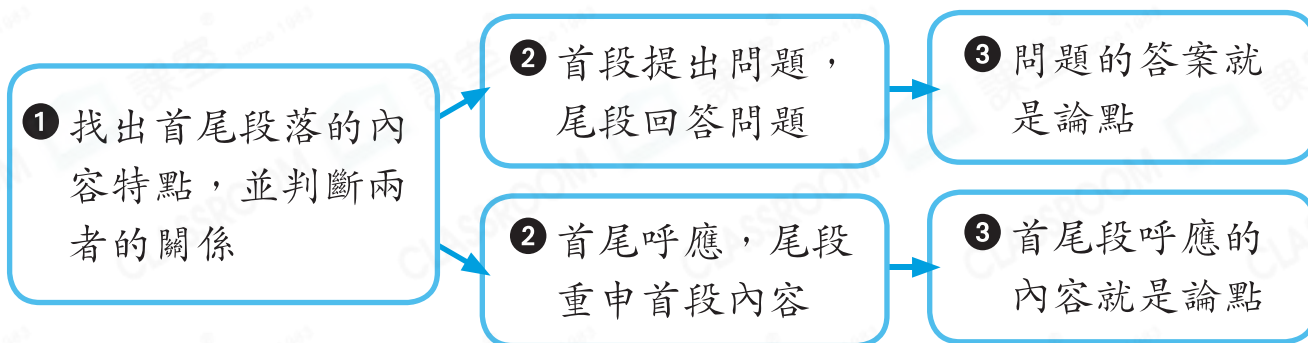 ❶ 找出首尾段落的內
容特點，並判斷兩
者的關係
❷ 首段提出問題，
尾段回答問題
❸ 問題的答案就
是論點
❷ 首尾呼應，尾段
重申首段內容
❸ 首尾段呼應的
內容就是論點